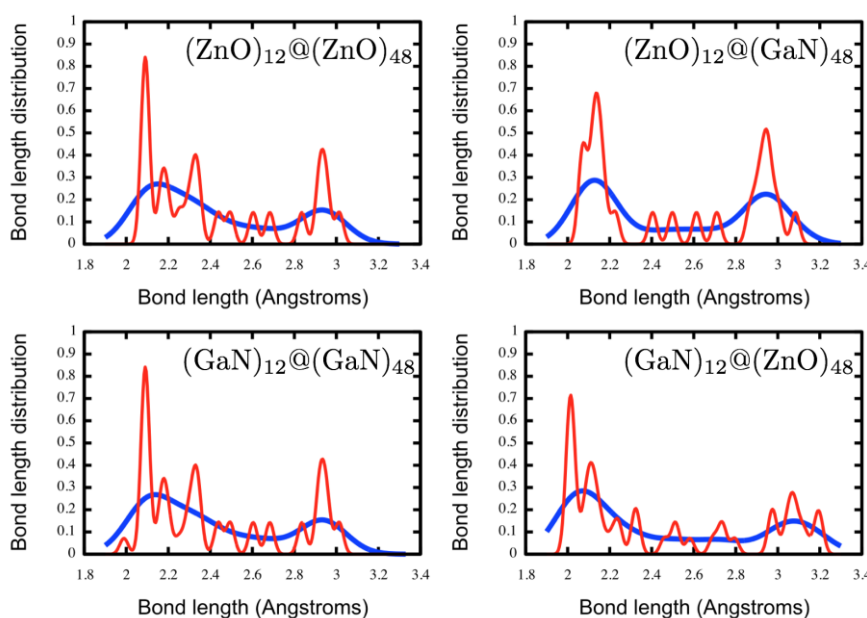 Bond length distribution
1
0.9
0.8
0.7
0.6
0.5
0.4
0.3
0.2
0.1
0
(ZnO)12@(ZnO)48
1.8 2 2.2 2.4 2.6 2.8 3 3.2 3.4
Bond length (Angstroms)
Bond length distribution
1
0.9
0.8
0.7
0.6
0.5
0.4
0.3
0.2
0.1
0
(ZnO)12@(GaN)48
1.8 2 2.2 2.4 2.6 2.8 3 3.2 3.4
Bond length (Angstroms)
Bond length distribution
1
0.9
0.8
0.7
0.6
0.5
0.4
0.3
0.2
0.1
0
(GaN)12@(GaN)48
1.8 2 2.2 2.4 2.6 2.8 3 3.2 3.4
Bond length (Angstroms)
Bond length distribution
1
0.9
0.8
0.7
0.6
0.5
0.4
0.3
0.2
0.1
0
(GaN)12@(ZnO)48
1.8 2 2.2 2.4 2.6 2.8 3 3.2 3.4
Bond length (Angstroms)